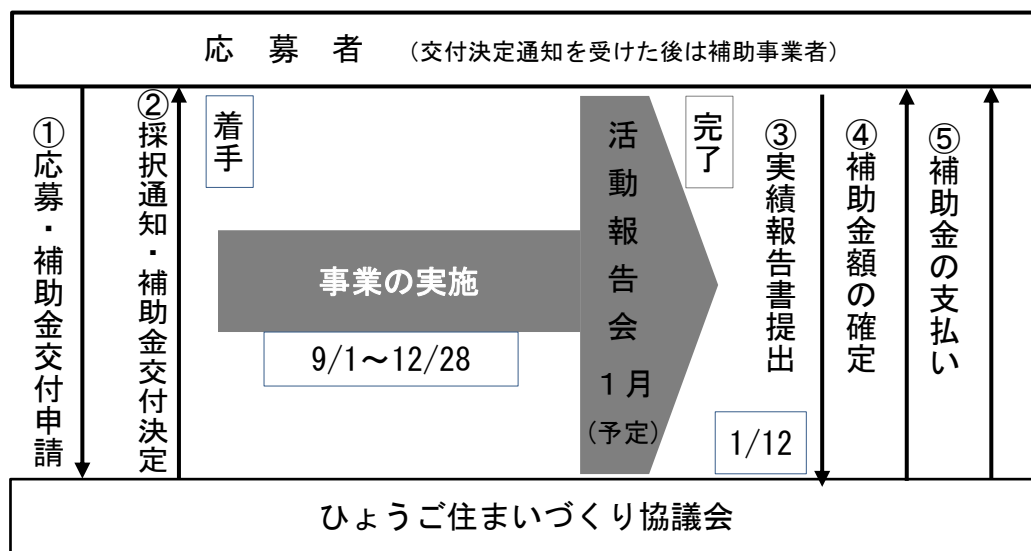 応 募 者 (交付決定通知を受けた後は補助事業者)
①応募・補助金交付申請
②採択通知・補助金交付決定
着手
事業の実施
9/1～12/28
活動報告会 1月
(予定)
完了
③実績報告書提出
1/12
④補助金額の確定
⑤補助金の支払い
ひょうご住まいづくり協議会